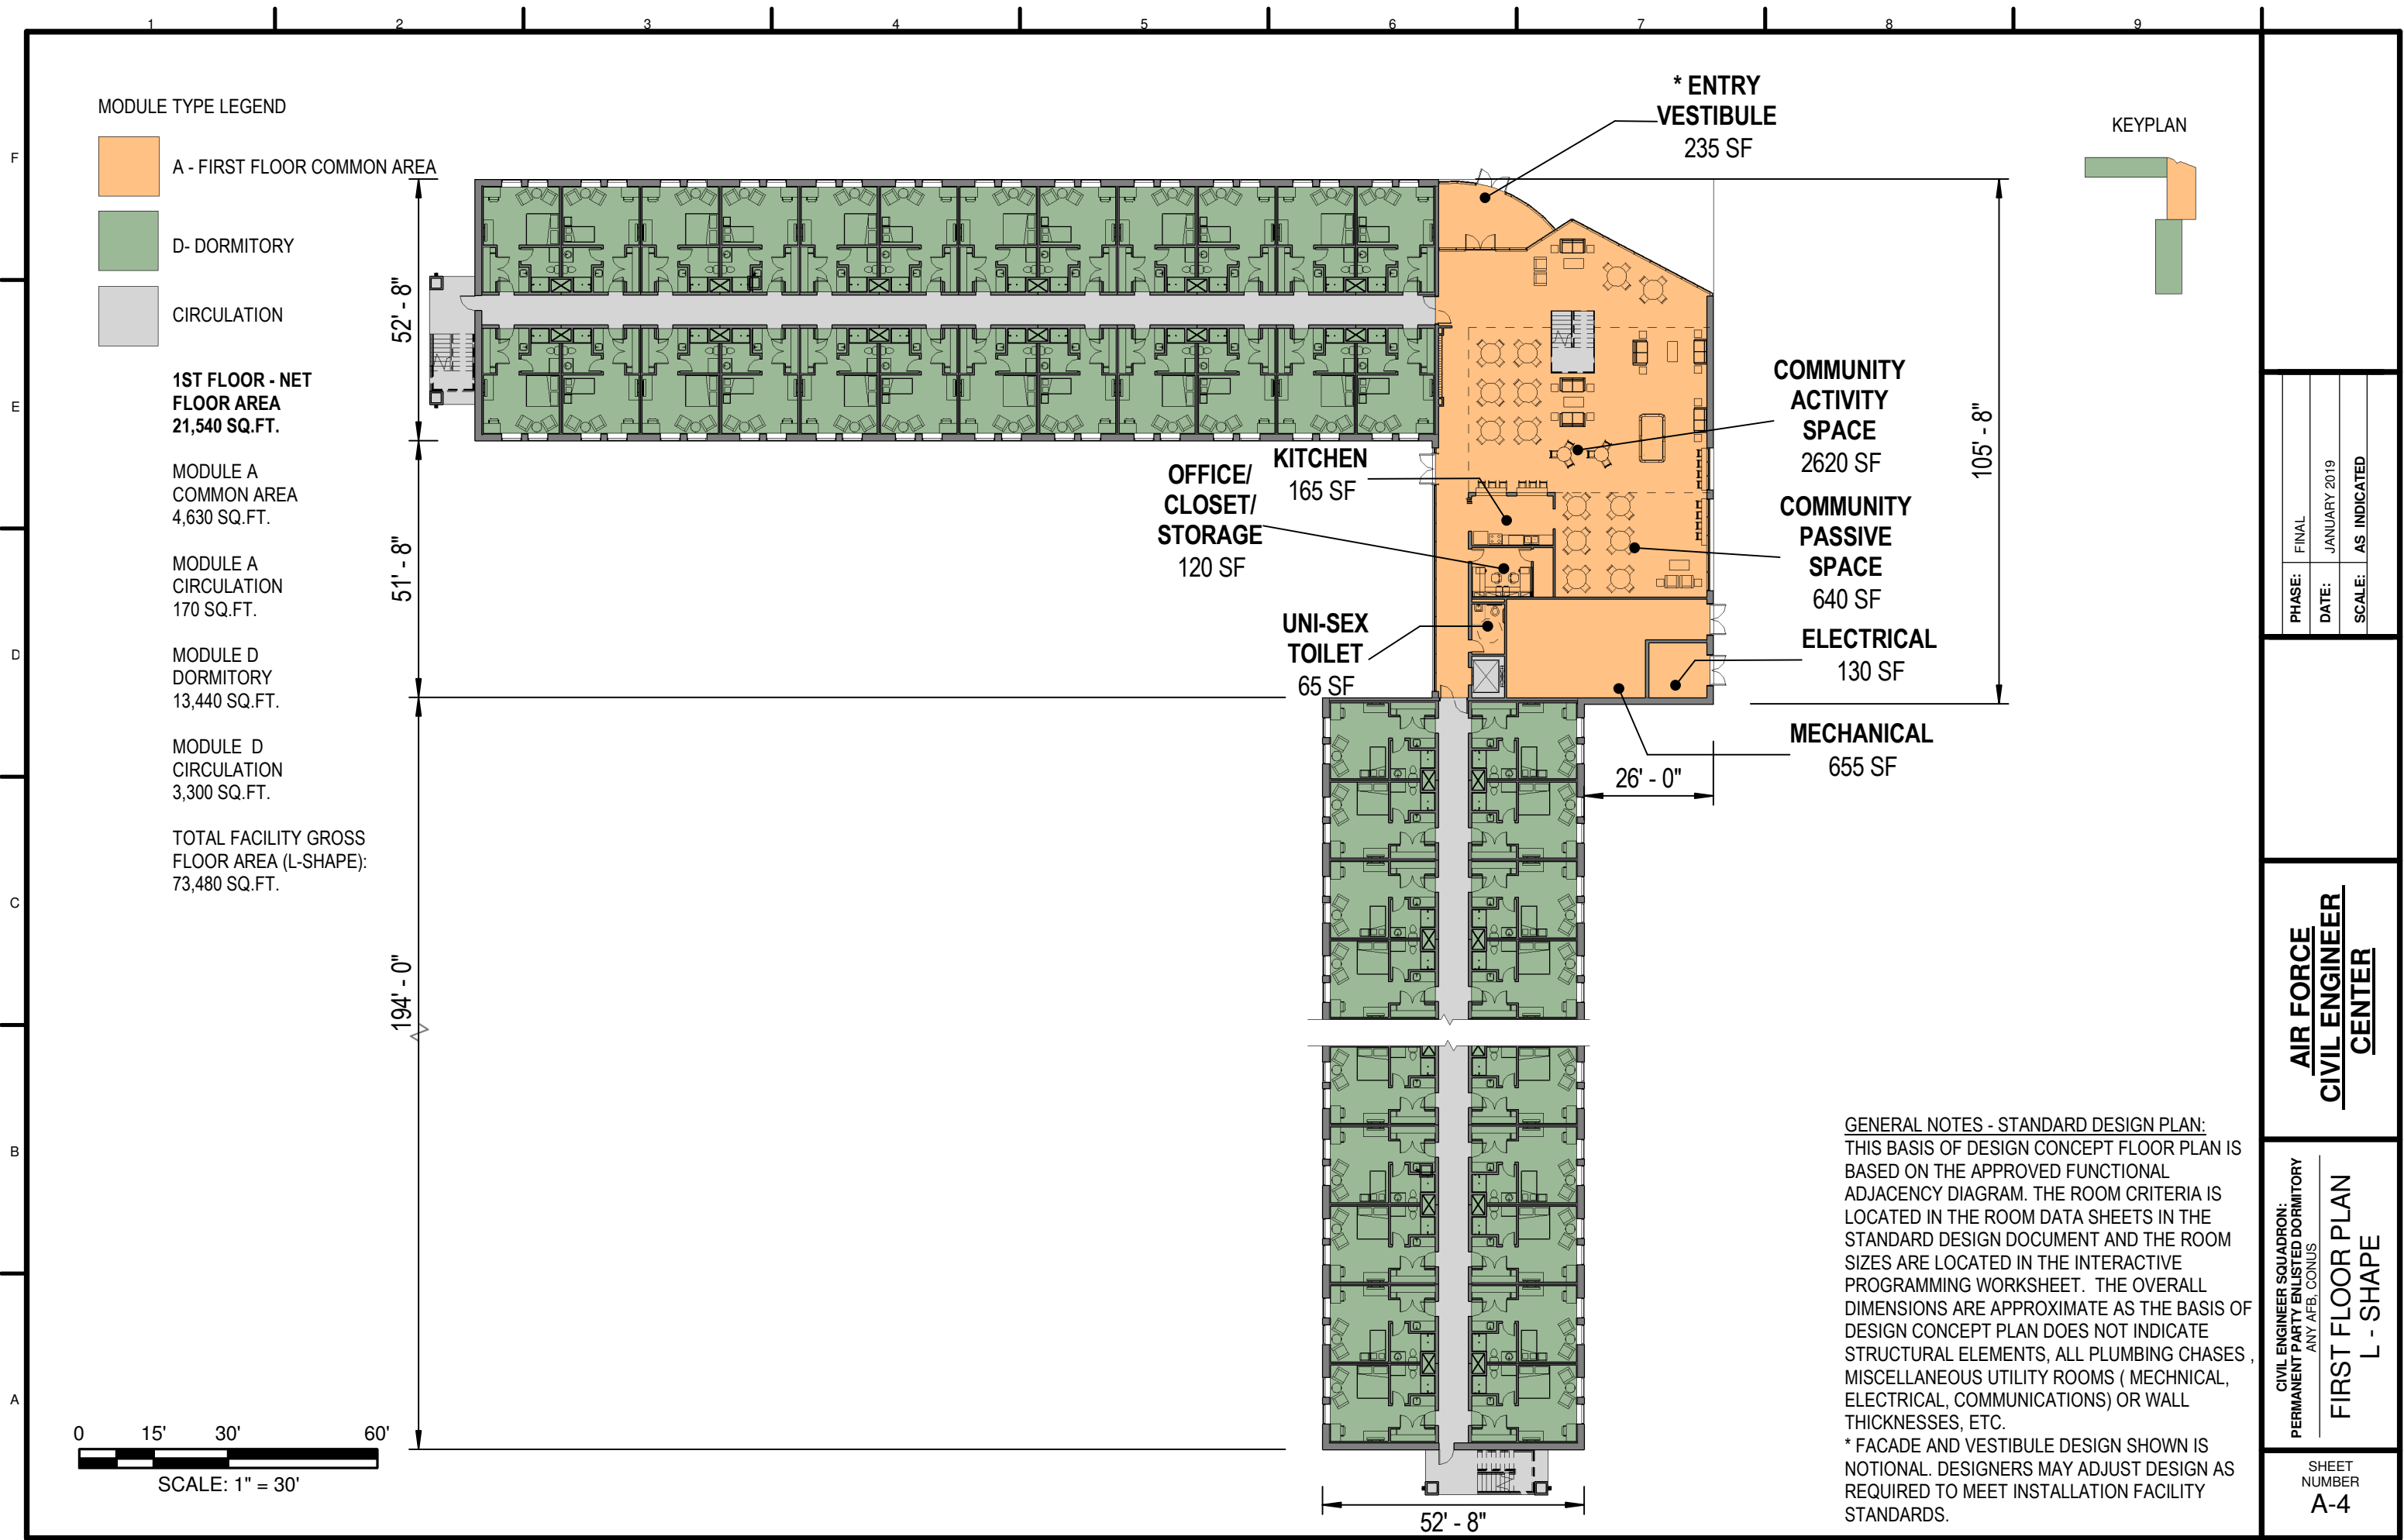 1 2 3 4 5 6 7 8 9
F
E
D
C
B
A
MODULE TYPE LEGEND
A - FIRST FLOOR COMMON AREA
D- DORMITORY
CIRCULATION
1ST FLOOR - NET
FLOOR AREA
21,540 SQ.FT.
MODULE A
COMMON AREA
4,630 SQ.FT.
MODULE A
CIRCULATION
170 SQ.FT.
MODULE D
DORMITORY
13,440 SQ.FT.
MODULE D
CIRCULATION
3,300 SQ.FT.
TOTAL FACILITY GROSS
FLOOR AREA (L-SHAPE):
73,480 SQ.FT.
52' - 8"
51' - 8"
194' - 0"
* ENTRY
VESTIBULE
235 SF
COMMUNITY
ACTIVITY
SPACE
2620 SF
KITCHEN
165 SF
OFFICE/
CLOSET/
STORAGE
120 SF
COMMUNITY
PASSIVE
SPACE
640 SF
UNI-SEX
TOILET
65 SF
ELECTRICAL
130 SF
MECHANICAL
655 SF
26' - 0"
105' - 8"
52' - 8"
KEYPLAN
GENERAL NOTES - STANDARD DESIGN PLAN:
THIS BASIS OF DESIGN CONCEPT FLOOR PLAN IS
BASED ON THE APPROVED FUNCTIONAL
ADJACENCY DIAGRAM. THE ROOM CRITERIA IS
LOCATED IN THE ROOM DATA SHEETS IN THE
STANDARD DESIGN DOCUMENT AND THE ROOM
SIZES ARE LOCATED IN THE INTERACTIVE
PROGRAMMING WORKSHEET. THE OVERALL
DIMENSIONS ARE APPROXIMATE AS THE BASIS OF
DESIGN CONCEPT PLAN DOES NOT INDICATE
STRUCTURAL ELEMENTS, ALL PLUMBING CHASES ,
MISCELLANEOUS UTILITY ROOMS ( MECHNICAL,
ELECTRICAL, COMMUNICATIONS) OR WALL
THICKNESSES, ETC.
* FACADE AND VESTIBULE DESIGN SHOWN IS
NOTIONAL. DESIGNERS MAY ADJUST DESIGN AS
REQUIRED TO MEET INSTALLATION FACILITY
STANDARDS.
0 15' 30' 60'
SCALE: 1" = 30'
PHASE: FINAL
DATE: JANUARY 2019
SCALE: AS INDICATED
AIR FORCE
CIVIL ENGINEER
CENTER
CIVIL ENGINEER SQUADRON:
PERMANENT PARTY ENLISTED DORMITORY
ANY AFB, CONUS
FIRST FLOOR PLAN
L - SHAPE
SHEET
NUMBER
A-4